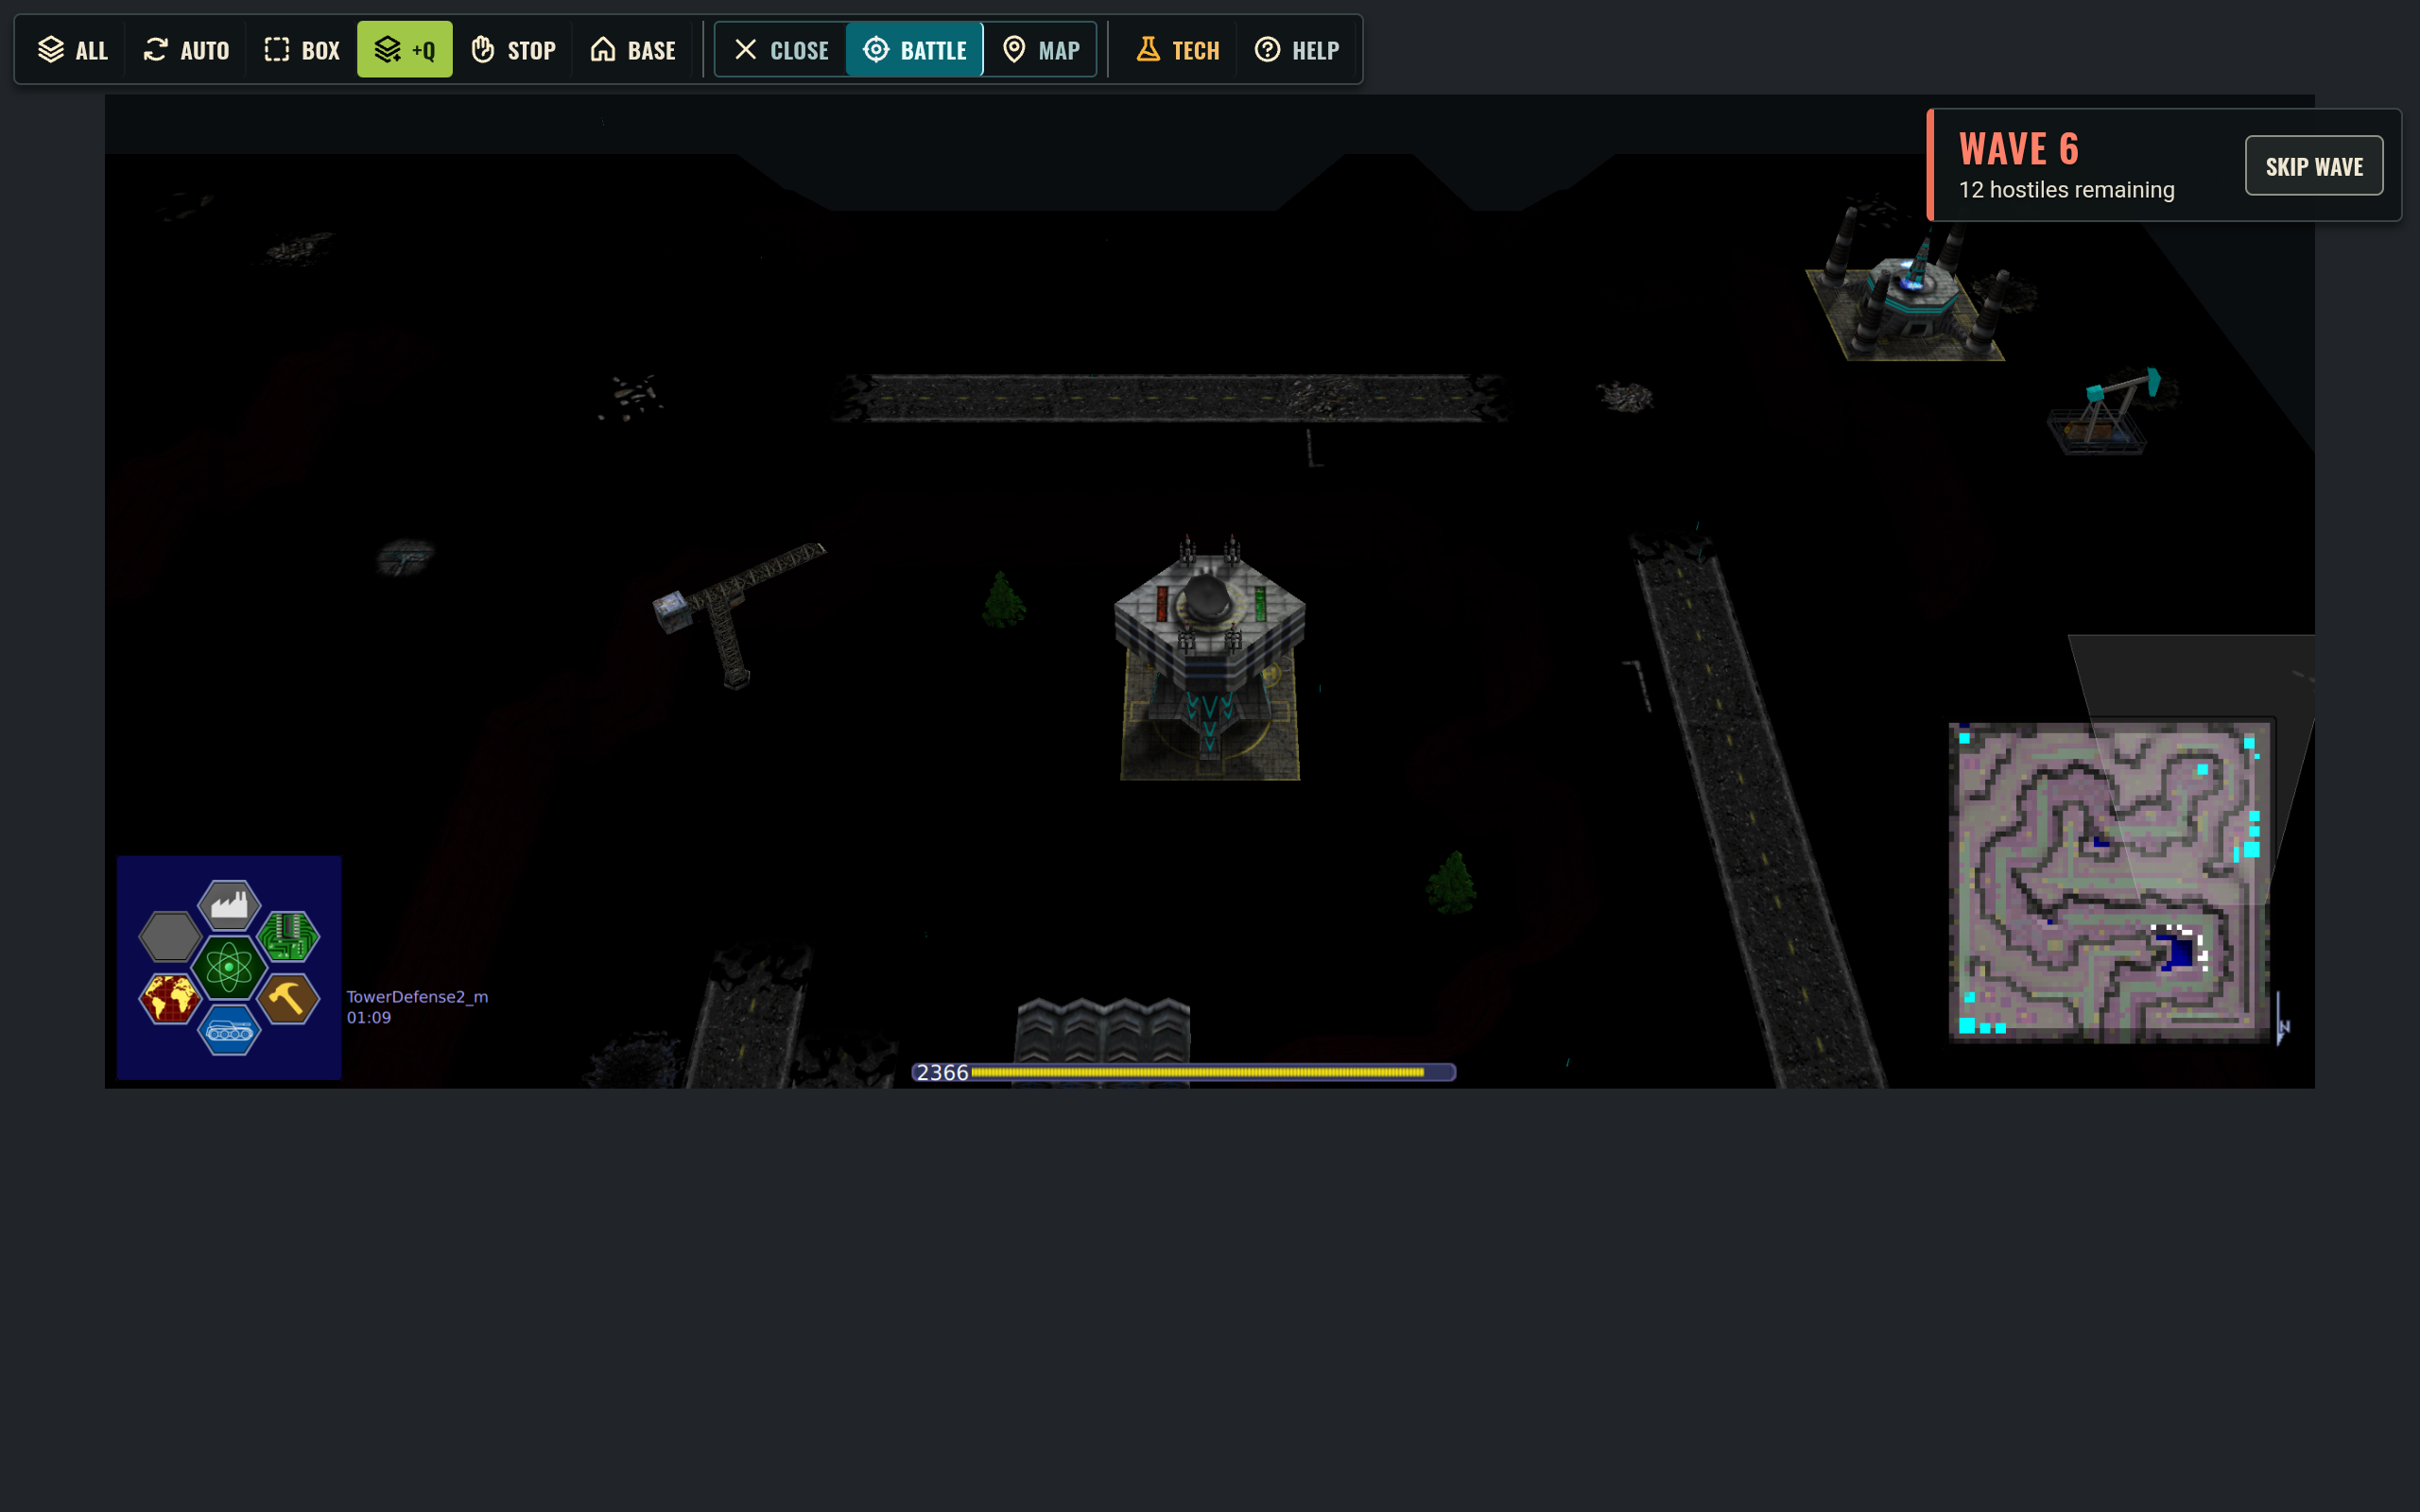 ALL AUTO BOX +Q STOP BASE CLOSE BATTLE MAP TECH HELP
WAVE 6
12 hostiles remaining
SKIP WAVE
TowerDefense2_m
01:09
2366
N